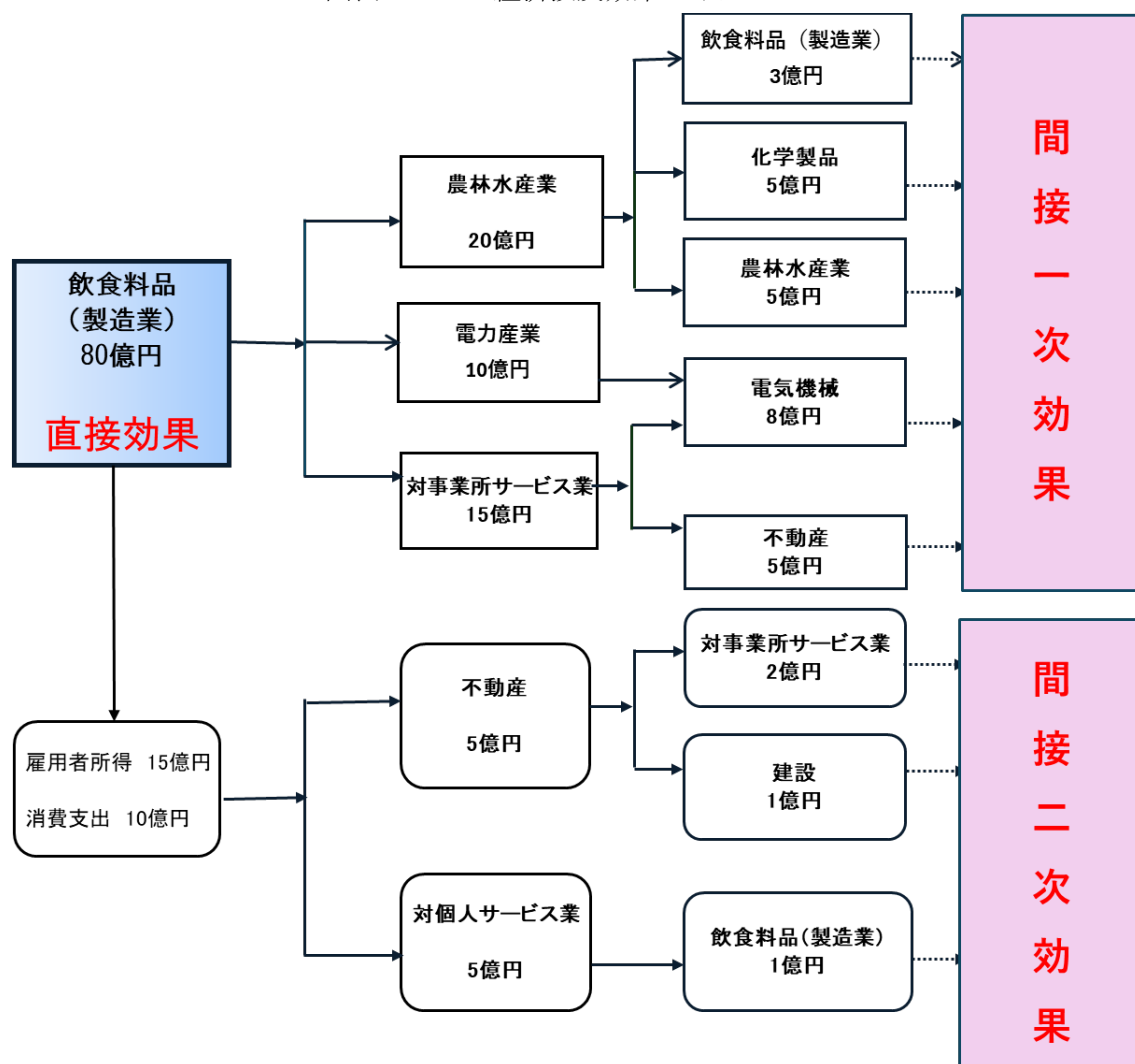 飲食料品
（製造業）
80億円
直接効果
農林水産業
20億円
電力産業
10億円
対事業所サービス業
15億円
飲食料品（製造業）
3億円
化学製品
5億円
農林水産業
5億円
電気機械
8億円
不動産
5億円
間接一次効果
雇用者所得 15億円
消費支出 10億円
不動産
5億円
対個人サービス業
5億円
対事業所サービス業
2億円
建設
1億円
飲食料品（製造業）
1億円
間接二次効果